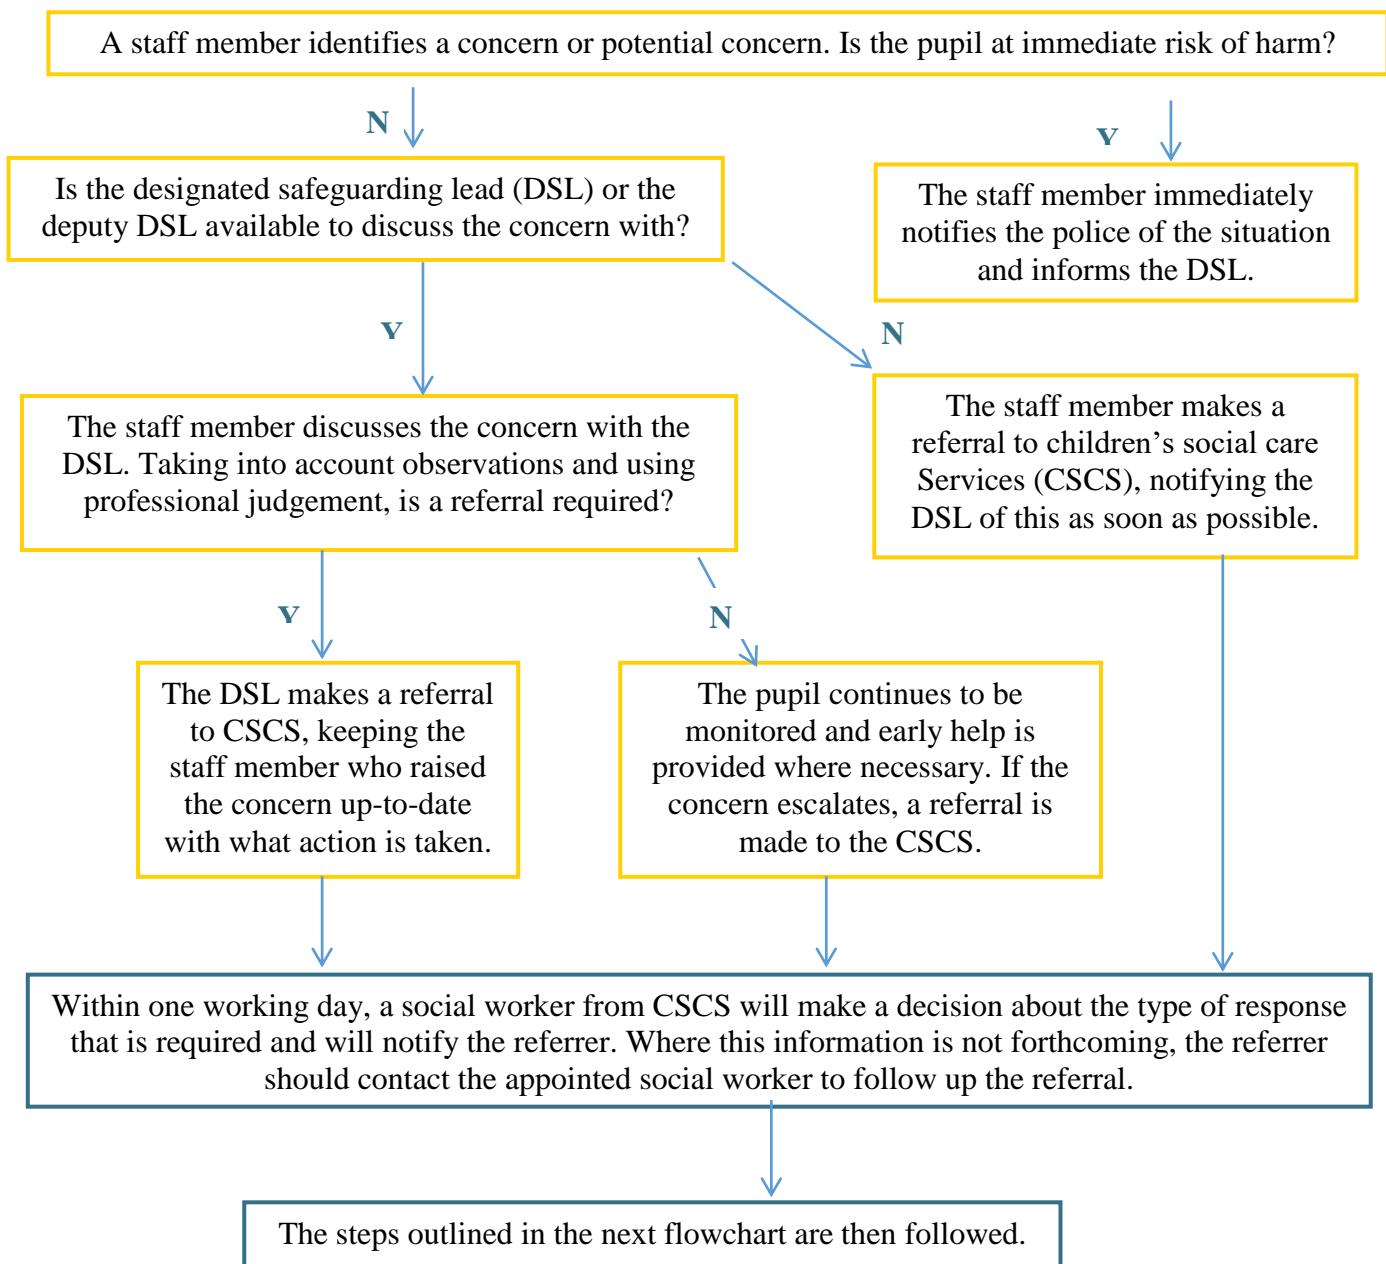 A staff member identifies a concern or potential concern. Is the pupil at immediate risk of harm?
N
Y
Is the designated safeguarding lead (DSL) or the
deputy DSL available to discuss the concern with?
The staff member immediately
notifies the police of the situation
and informs the DSL.
Y
N
The staff member discusses the concern with the
DSL. Taking into account observations and using
professional judgement, is a referral required?
The staff member makes a
referral to children’s social care
Services (CSCS), notifying the
DSL of this as soon as possible.
Y
N
The DSL makes a referral
to CSCS, keeping the
staff member who raised
the concern up-to-date
with what action is taken.
The pupil continues to be
monitored and early help is
provided where necessary. If the
concern escalates, a referral is
made to the CSCS.
Within one working day, a social worker from CSCS will make a decision about the type of response
that is required and will notify the referrer. Where this information is not forthcoming, the referrer
should contact the appointed social worker to follow up the referral.
The steps outlined in the next flowchart are then followed.